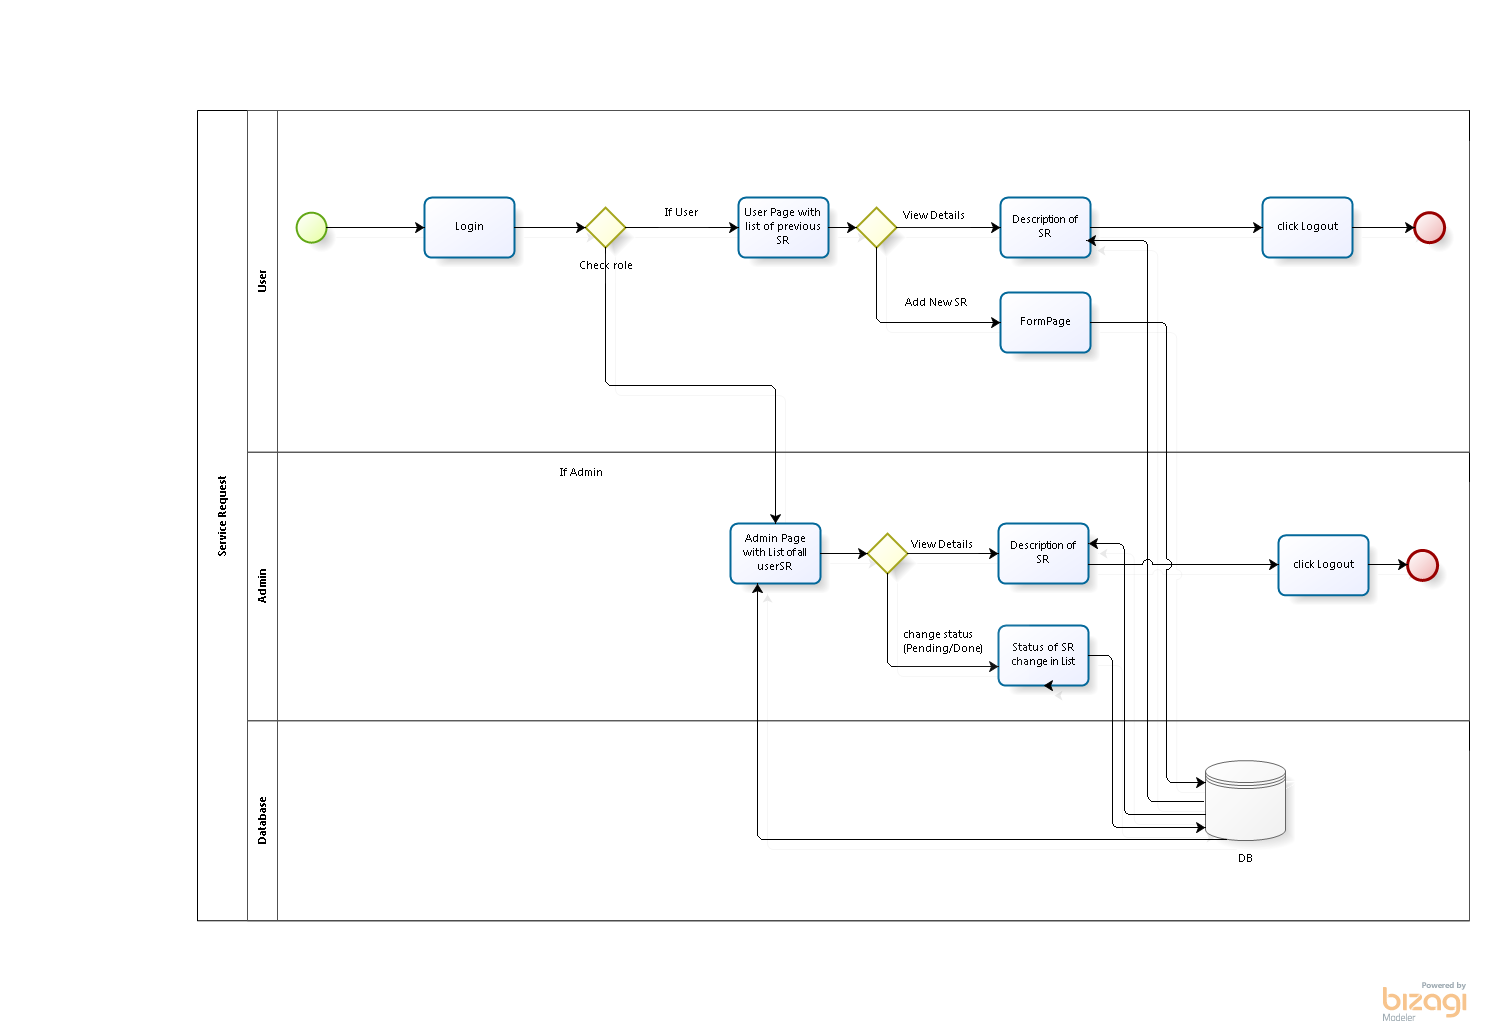 Service Request
User
Login
Check role
If User
User Page with
list of previous
SR
View Details
Description of
SR
click Logout
Add New SR
FormPage
Admin
If Admin
Admin Page
with List of all
userSR
View Details
Description of
SR
click Logout
change status
(Pending/Done)
Status of SR
change in List
Database
DB
Powered by
bizagi
Modeler